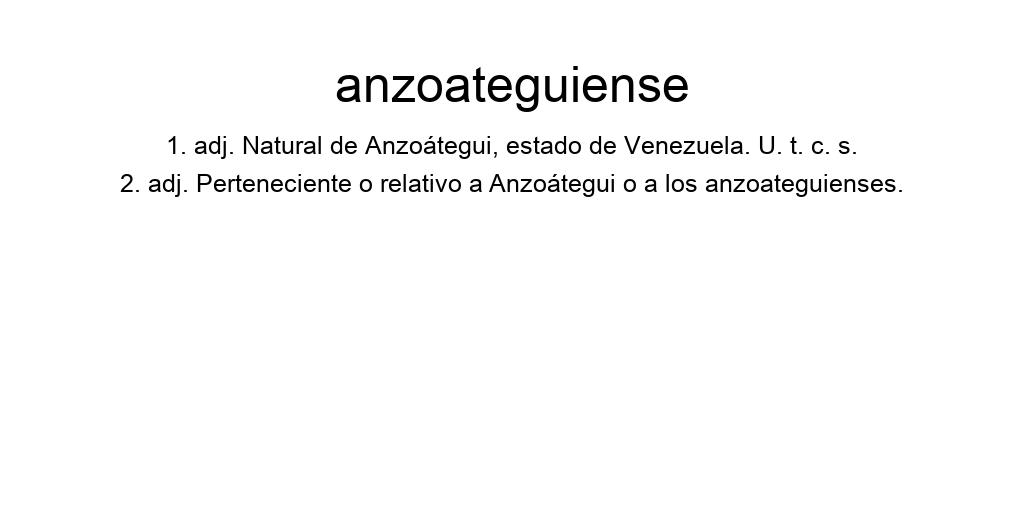 anzoateguiense
1. adj. Natural de Anzoátegui, estado de Venezuela. U. t. c. s.
2. adj. Perteneciente o relativo a Anzoátegui o a los anzoateguienses.